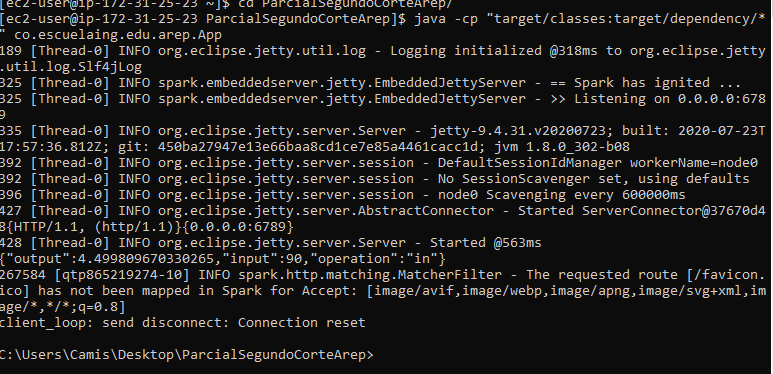 [ec2-user@ip-172-31-25-23 ~]$ cd ParcialSegundoCorteArep/
[ec2-user@ip-172-31-25-23 ParcialSegundoCorteArep]$ java -cp "target/classes:target/dependency/*
" co.escuelaing.edu.arep.App
189 [Thread-0] INFO org.eclipse.jetty.util.log - Logging initialized @318ms to org.eclipse.jetty
.util.log.Slf4jLog
325 [Thread-0] INFO spark.embeddedserver.jetty.EmbeddedJettyServer - == Spark has ignited ...
325 [Thread-0] INFO spark.embeddedserver.jetty.EmbeddedJettyServer - >> Listening on 0.0.0.0:678
9
335 [Thread-0] INFO org.eclipse.jetty.server.Server - jetty-9.4.31.v20200723; built: 2020-07-23T
17:57:36.812Z; git: 450ba27947e13e66baa8cd1ce7e85a4461cacc1d; jvm 1.8.0_302-b08
392 [Thread-0] INFO org.eclipse.jetty.server.session - DefaultSessionIdManager workerName=node0
392 [Thread-0] INFO org.eclipse.jetty.server.session - No SessionScavenger set, using defaults
396 [Thread-0] INFO org.eclipse.jetty.server.session - node0 Scavenging every 600000ms
427 [Thread-0] INFO org.eclipse.jetty.server.AbstractConnector - Started ServerConnector@37670d4
8{HTTP/1.1, (http/1.1)}{0.0.0.0:6789}
428 [Thread-0] INFO org.eclipse.jetty.server.Server - Started @563ms
{"output":4.499809670330265,"input":90,"operation":"in"}
267584 [qtp865219274-10] INFO spark.http.matching.MatcherFilter - The requested route [/favicon.
ico] has not been mapped in Spark for Accept: [image/avif,image/webp,image/apng,image/svg+xml,im
age/*,*/*;q=0.8]
client_loop: send disconnect: Connection reset
C:\Users\Camis\Desktop\ParcialSegundoCorteArep>